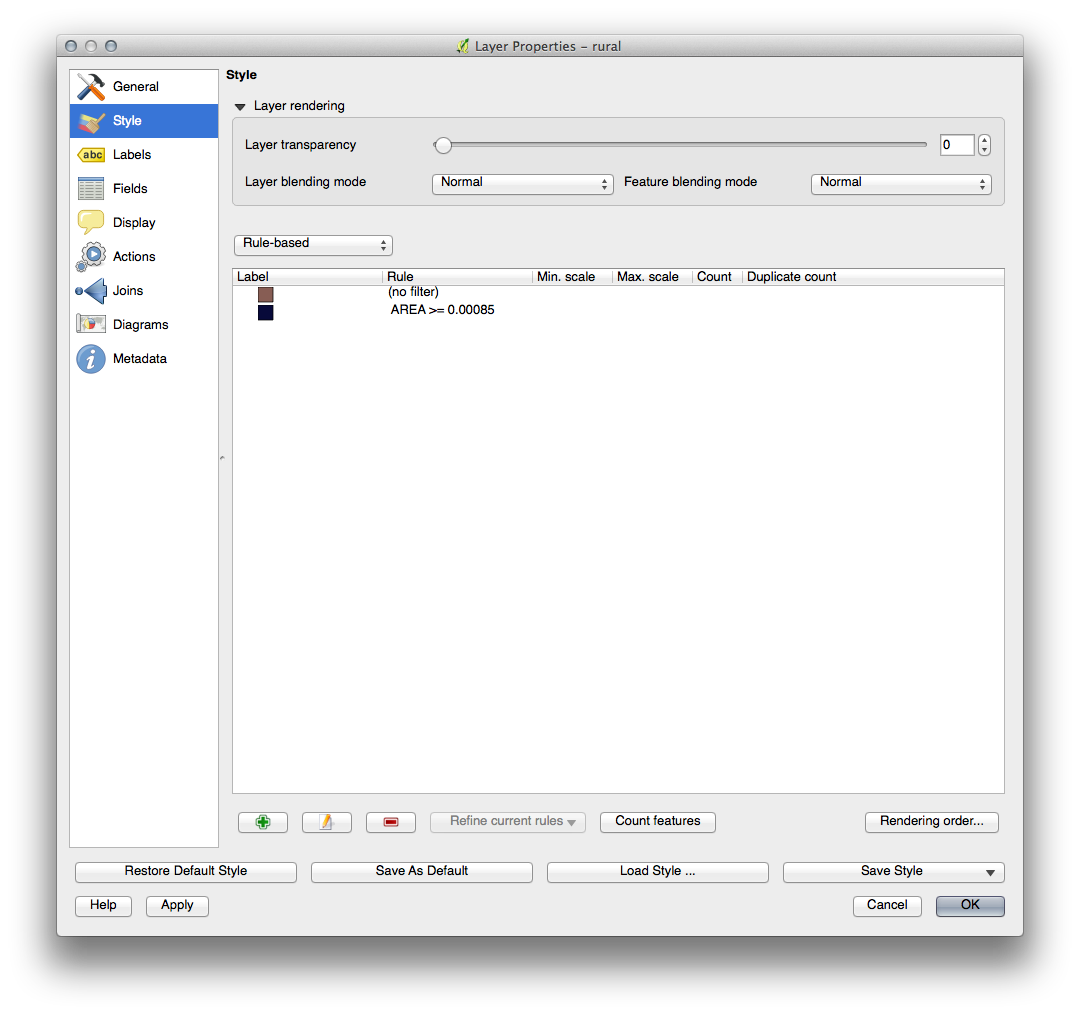 Layer Properties – rural
General
Style
Labels
Fields
Display
Actions
Joins
Diagrams
Metadata
Style
Layer rendering
Layer transparency 0
Layer blending mode Normal Feature blending mode Normal
Rule-based
Label Rule Min. scale Max. scale Count Duplicate count
(no filter)
AREA >= 0.00085
Refine current rules Count features Rendering order...
Restore Default Style Save As Default Load Style ... Save Style
Help Apply Cancel OK
abc